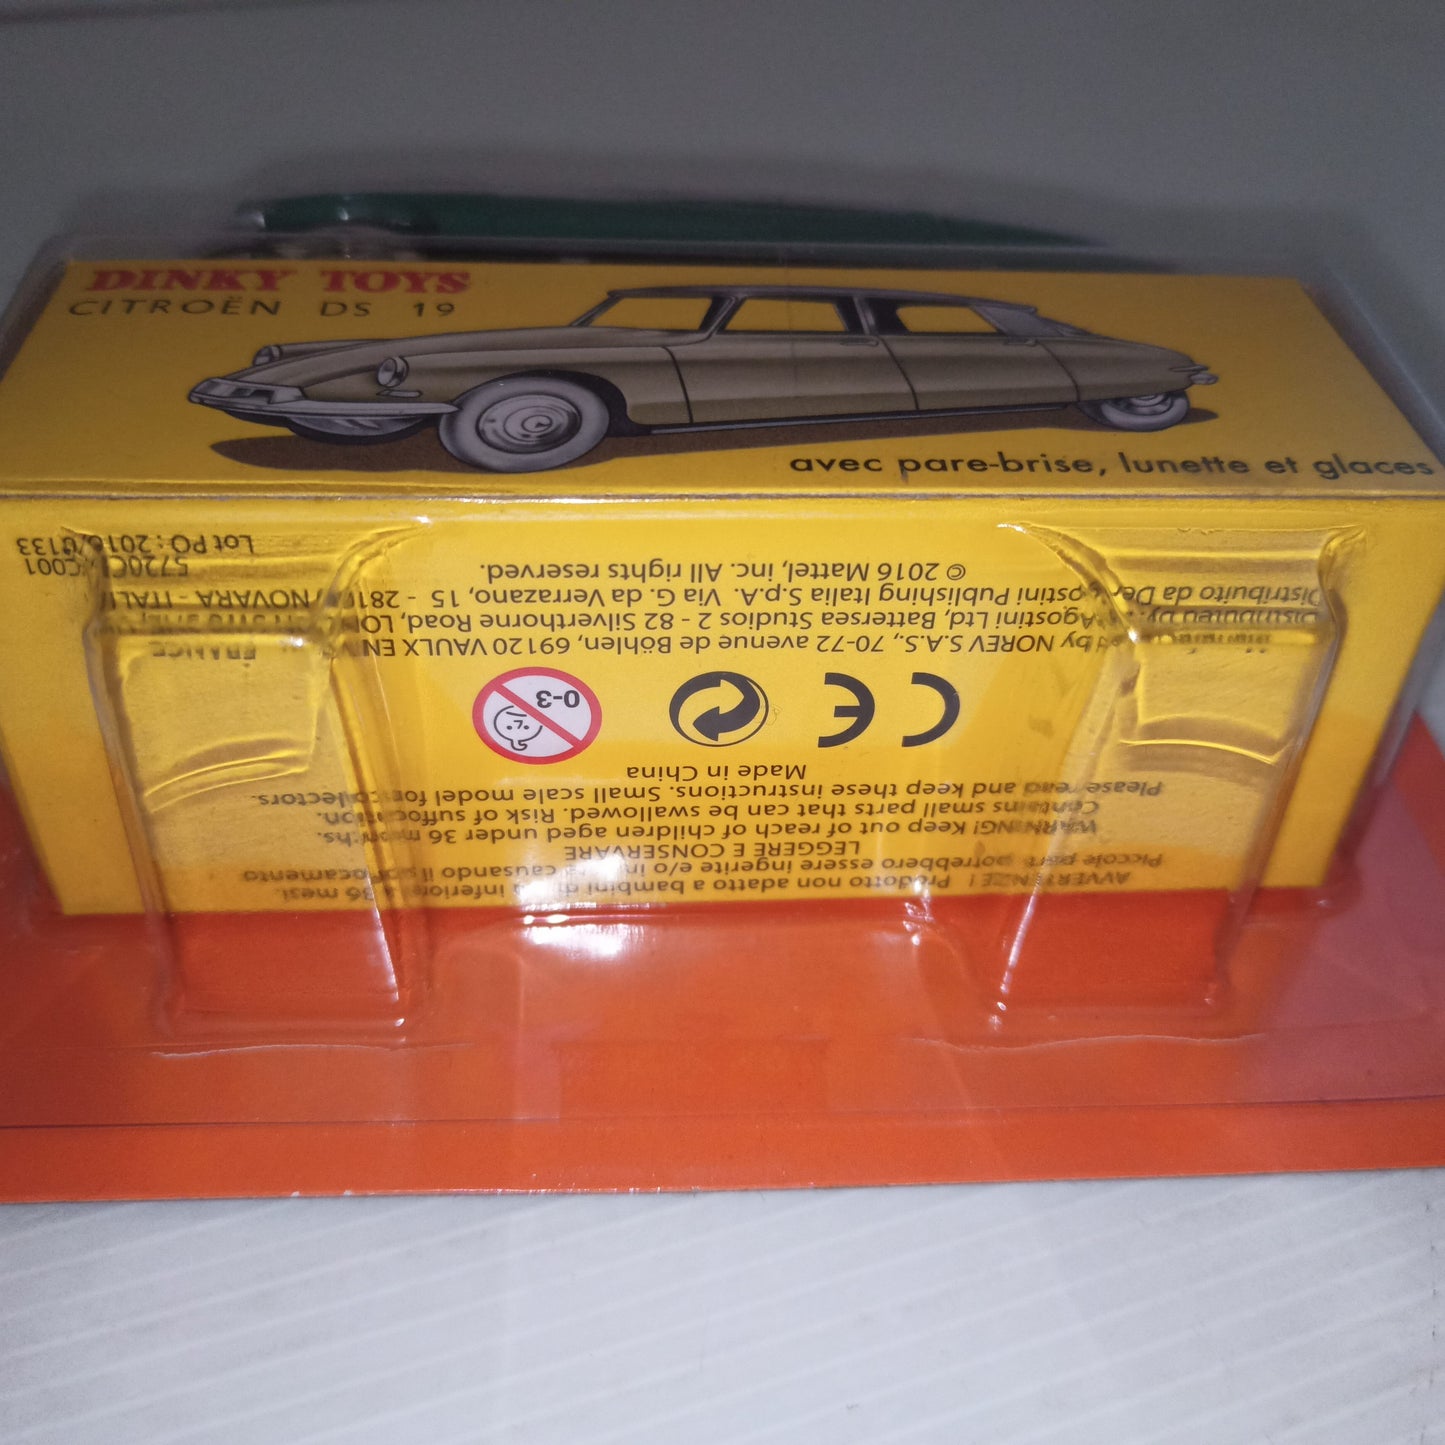 DINKY TOYS
CITROËN DS 19
avec pare-brise, lunette et glaces
AVVERTENZE ! Prodotto non adatto a bambini di età inferiore a 36 mesi.
Piccole parti potrebbero essere ingerite e/o inalate causando il soffocamento
LEGGERE E CONSERVARE
WARNING! Keep out of reach of children aged under 36 months.
Contains small parts that can be swallowed. Risk of suffocation.
Please read and keep these instructions. Small scale model for collectors.
Made in China
CE
0-3
by NOREV S.A.S., 70-72 avenue de Böhlen, 69120 VAULX EN FRANCE
Distributed by: De Agostini Publishing Ltd, Battersea Studios 2 - 82 Silverthorne Road,
Distribuito da De Agostini Publishing Italia S.p.A. Via G. da Verrazano, 15 - 28100 NOVARA - ITALIA
© 2016 Mattel, inc. All rights reserved.
C001
Lot PO : 2016/0133